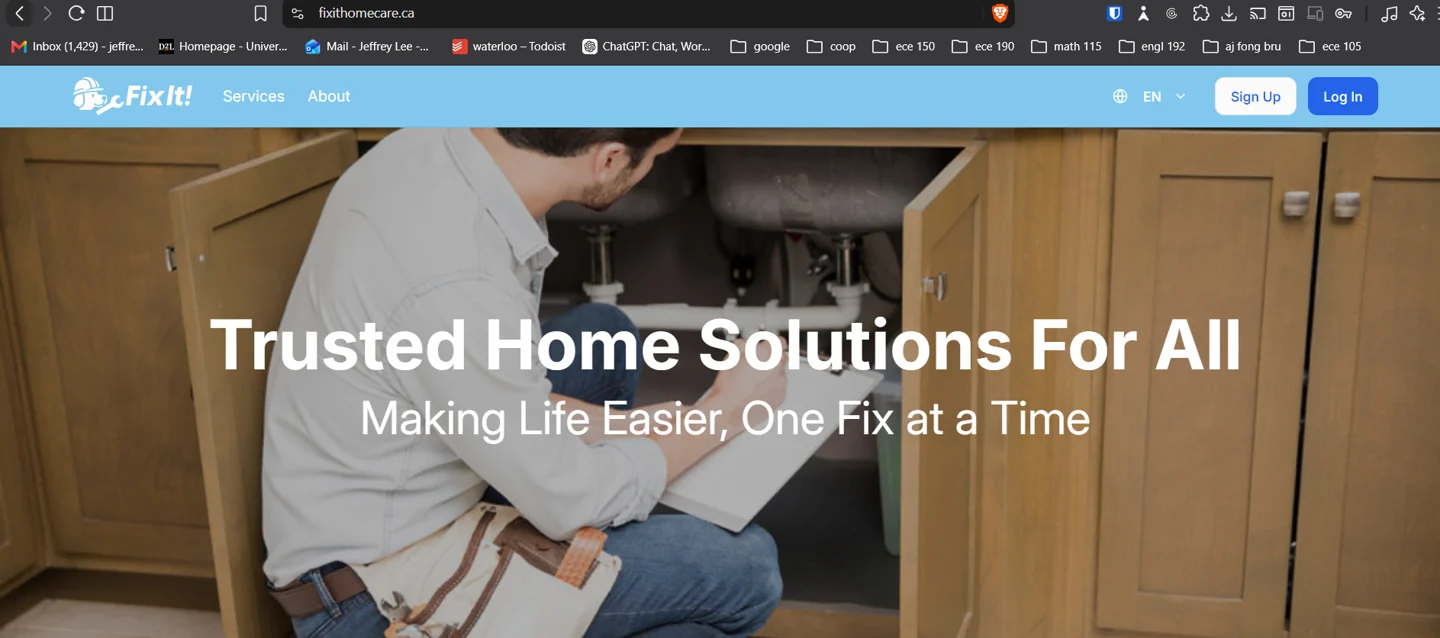 fixithomecare.ca
Inbox (1,429) - jeffre...
D2L Homepage - Univer...
Mail - Jeffrey Lee -...
waterloo – Todoist
ChatGPT: Chat, Wor...
google
coop
ece 150
ece 190
math 115
engl 192
aj fong bru
ece 105
Fix It!
Services
About
EN
Sign Up
Log In
Trusted Home Solutions For All
Making Life Easier, One Fix at a Time